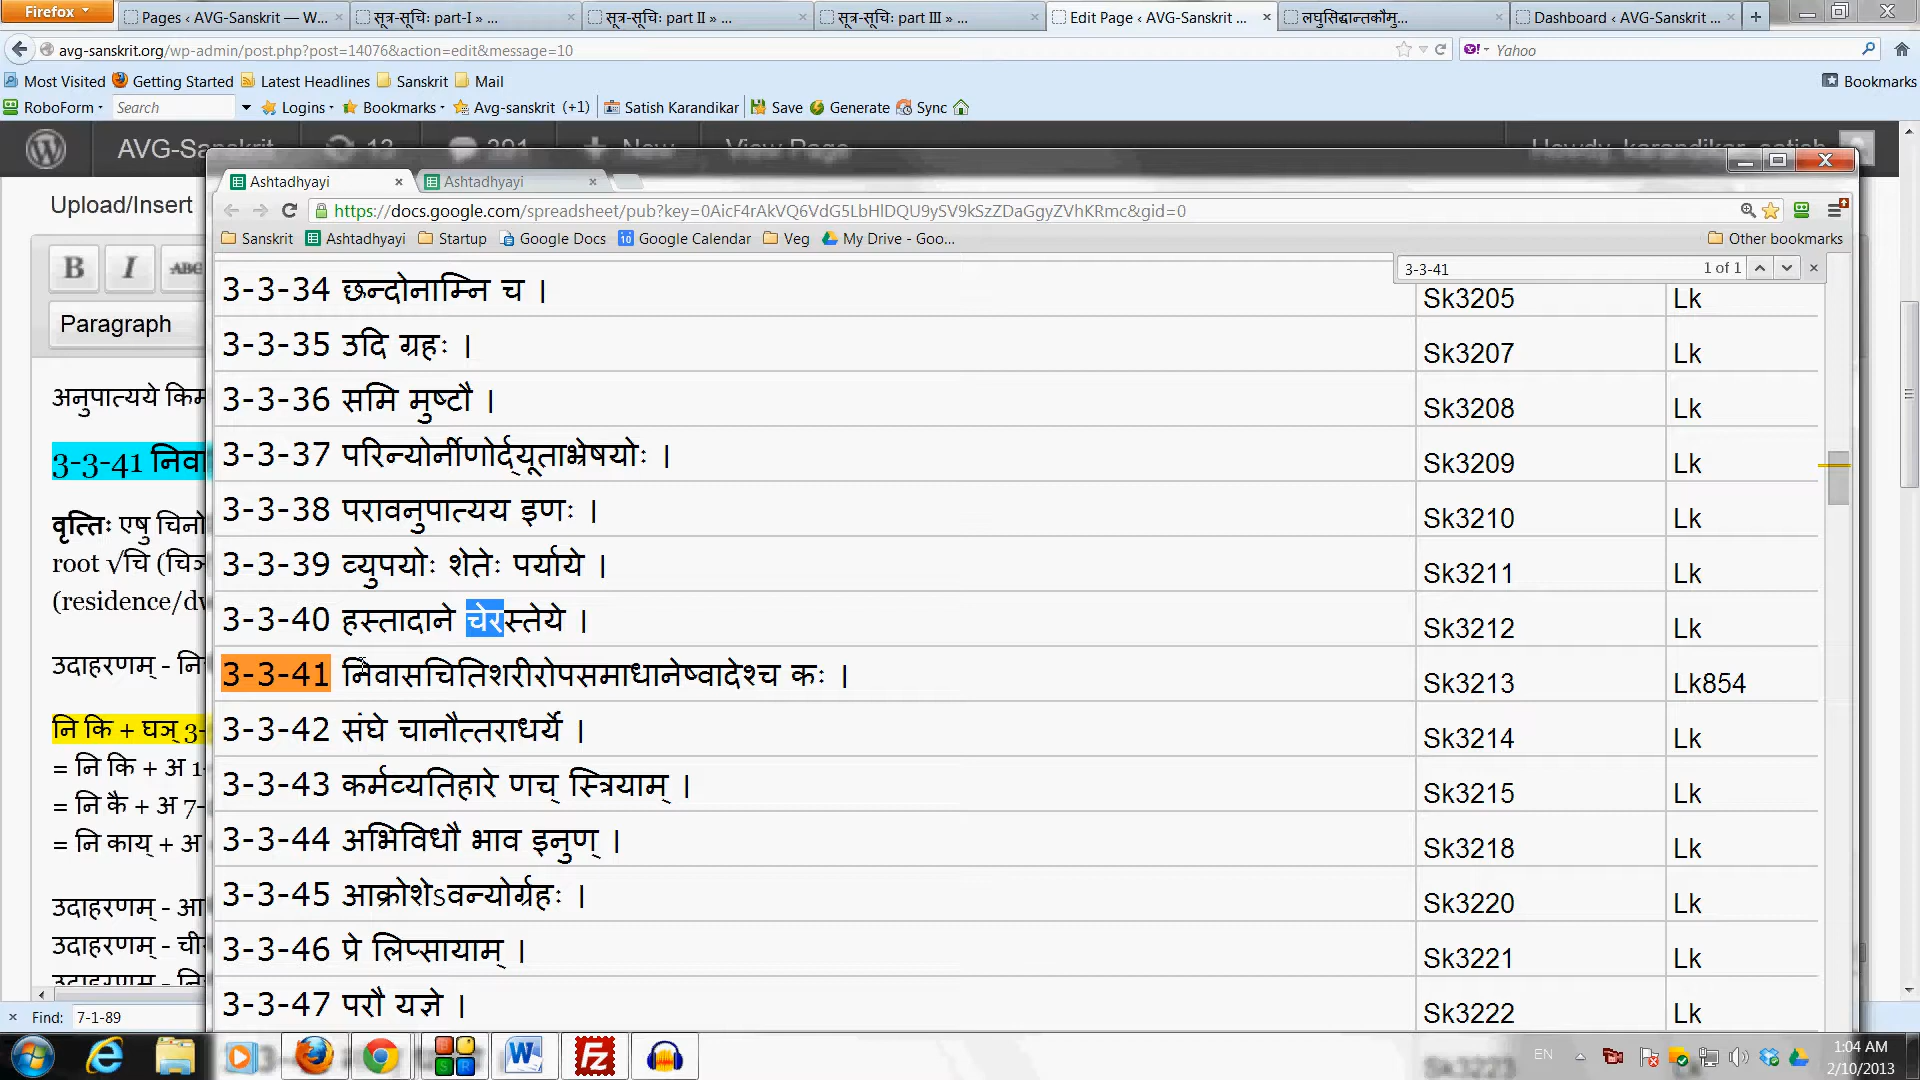 Firefox
Pages ‹ AVG-Sanskrit — W...
सूत्र-सूचिः part-I » ...
सूत्र-सूचिः part II » ...
सूत्र-सूचिः part III » ...
Edit Page ‹ AVG-Sanskrit ...
लघुसिद्धान्तकौमु...
Dashboard ‹ AVG-Sanskrit ...
avg-sanskrit.org/wp-admin/post.php?post=14076&action=edit&message=10
Yahoo
Most Visited Getting Started Latest Headlines Sanskrit Mail
Bookmarks
RoboForm Search Logins Bookmarks Avg-sanskrit (+1) Satish Karandikar Save Generate Sync
AVG-Sanskrit 13 291 New View Page
Howdy, karandikar_satish
Upload/Insert
B I ABC
Paragraph
अनुपात्यये किम
3-3-41 निवा
वृत्तिः एषु चिनो
root √चि (चिञ्
(residence/dw
उदाहरणम् - नि
नि कि + घञ् 3-
= नि कि + अ 1-
= नि कै + अ 7-
= नि काय् + अ
उदाहरणम् - आ
उदाहरणम् - ची
Find: 7-1-89
Ashtadhyayi
Ashtadhyayi
https://docs.google.com/spreadsheet/pub?key=0AicF4rAkVQ6VdG5LbHlDQU9ySV9kSzZDaGgyZVhKRmc&gid=0
Sanskrit Ashtadhyayi Startup Google Docs Google Calendar Veg My Drive - Goo...
Other bookmarks
3-3-41 1 of 1
3-3-34 छन्दोनाम्नि च । Sk3205 Lk
3-3-35 उदि ग्रहः । Sk3207 Lk
3-3-36 समि मुष्टौ । Sk3208 Lk
3-3-37 परिन्योर्नीणोर्द्यूताभ्रेषयोः । Sk3209 Lk
3-3-38 परावनुपात्यय इणः । Sk3210 Lk
3-3-39 व्युपयोः शेतेः पर्याये । Sk3211 Lk
3-3-40 हस्तादाने चेरस्तेये । Sk3212 Lk
3-3-41 निवासचितिशरीरोपसमाधानेष्वादेश्च कः । Sk3213 Lk854
3-3-42 संघे चानौत्तराधर्ये । Sk3214 Lk
3-3-43 कर्मव्यतिहारे णच् स्त्रियाम् । Sk3215 Lk
3-3-44 अभिविधौ भाव इनुण् । Sk3218 Lk
3-3-45 आक्रोशेऽवन्योर्ग्रहः । Sk3220 Lk
3-3-46 प्रे लिप्सायाम् । Sk3221 Lk
3-3-47 परौ यज्ञे । Sk3222 Lk
Sk3223
EN
1:04 AM
2/10/2013